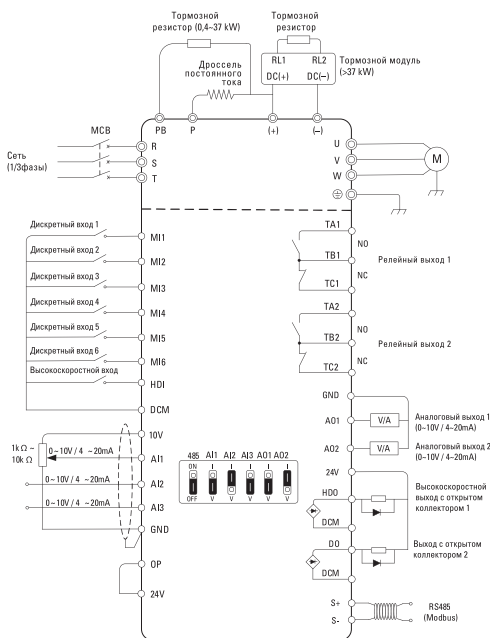 Тормозной
резистор (0,4~37 kW)
Тормозной
резистор
RL1 RL2
DC(+) DC(−)
Тормозной модуль
(>37 kW)
Дроссель
постоянного
тока
PB P (+) (−)
MCB
Сеть
(1/3фазы)
R
S
T
U
V
W
M
Дискретный вход 1
MI1
Дискретный вход 2
MI2
Дискретный вход 3
MI3
Дискретный вход 4
MI4
Дискретный вход 5
MI5
Дискретный вход 6
MI6
Высокоскоростной вход
HDI
DCM
TA1
NO
TB1
Релейный выход 1
NC
TC1
TA2
NO
TB2
Релейный выход 2
NC
TC2
GND
AO1
V/A
Аналоговый выход 1
(0~10V / 4~20mA)
AO2
V/A
Аналоговый выход 2
(0~10V / 4~20mA)
10V
1k Ω ~
10k Ω
0~10V / 4 ~20mA
AI1
0~10V / 4 ~20mA
AI2
0~10V / 4 ~20mA
AI3
GND
485 AI1 AI2 AI3 AO1 AO2
ON I I I I I
OFF V V V V V
24V
HDO
Высокоскоростной
выход с открытом
коллектором 1
DCM
DO
Выход с открытом
коллектором 2
DCM
OP
24V
S+
S-
RS485
(Modbus)